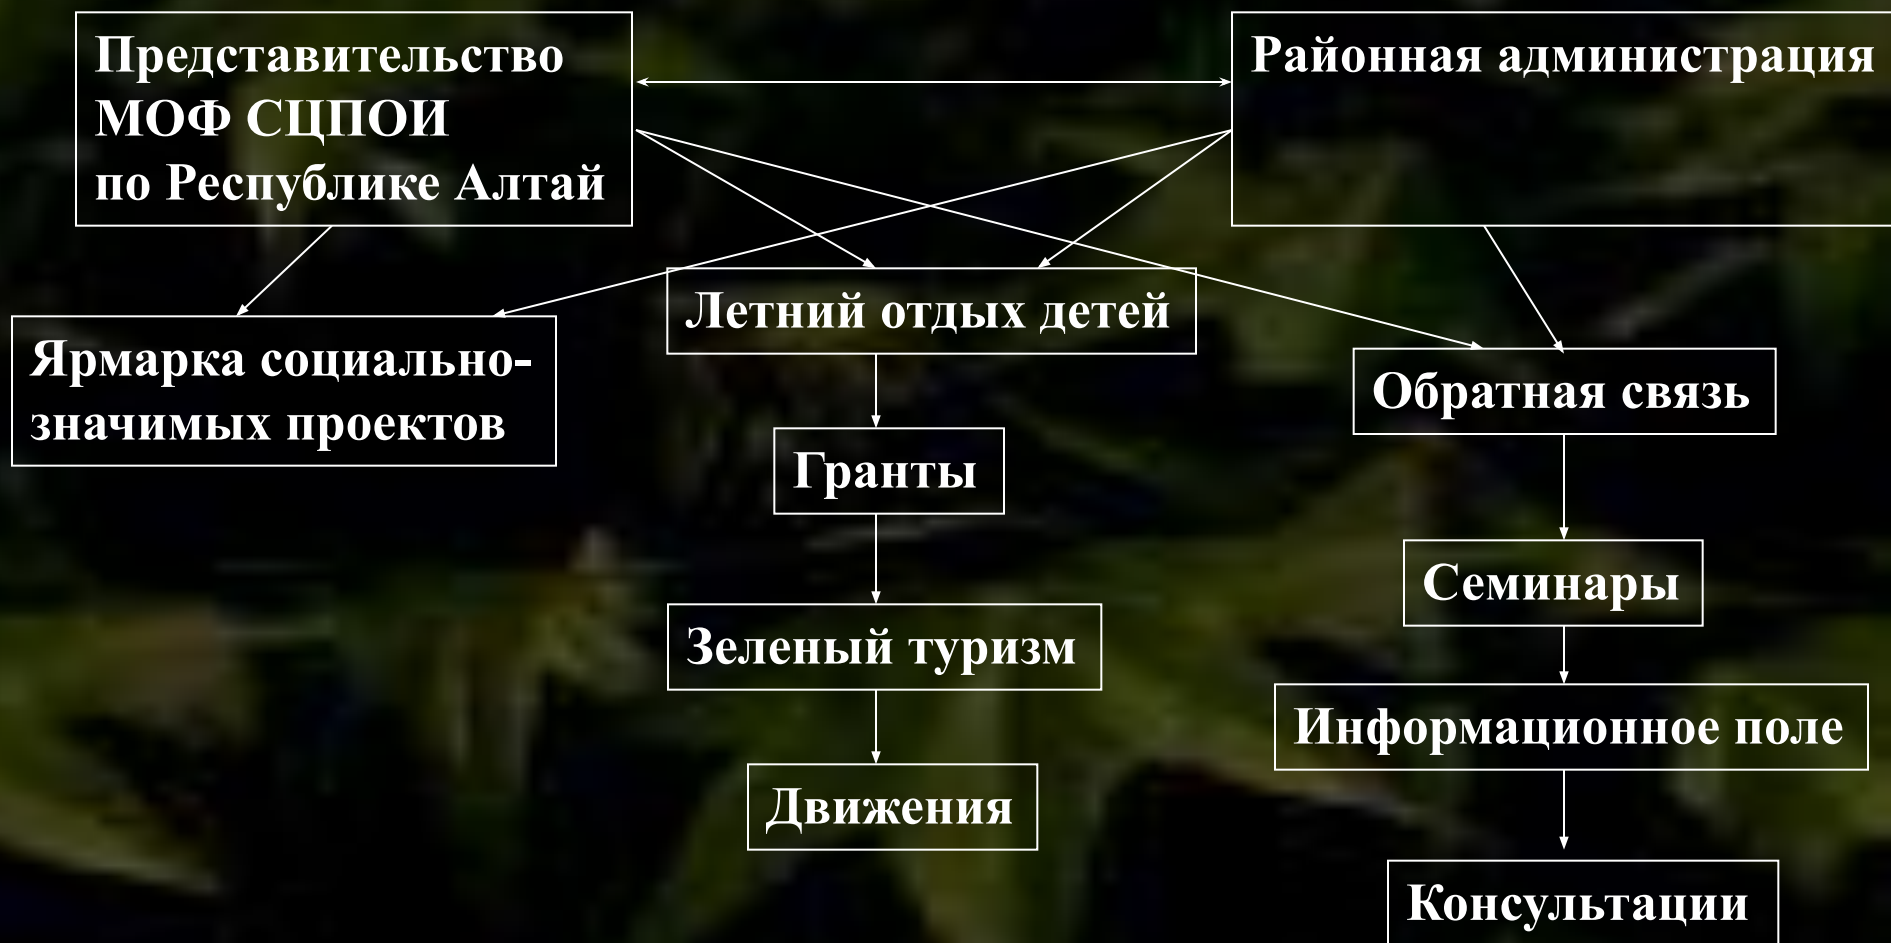 Представительство
МОФ СЦПОИ
по Республике Алтай
Районная администрация
Ярмарка социально-
значимых проектов
Летний отдых детей
Обратная связь
Гранты
Семинары
Зеленый туризм
Информационное поле
Движения
Консультации